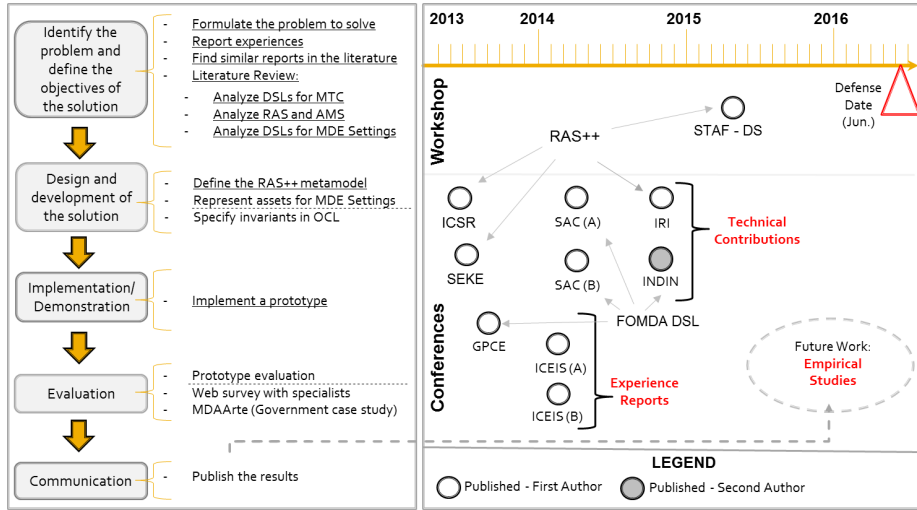 Identify the
problem and
define the
objectives of
the solution
- Formulate the problem to solve
- Report experiences
- Find similar reports in the literature
- Literature Review:
- Analyze DSLs for MTC
- Analyze RAS and AMS
- Analyze DSLs for MDE Settings
Design and
development of
the solution
- Define the RAS++ metamodel
- Represent assets for MDE Settings
- Specify invariants in OCL
Implementation/
Demonstration
- Implement a prototype
Evaluation
- Prototype evaluation
- Web survey with specialists
- MDAArte (Government case study)
Communication
- Publish the results
2013
2014
2015
2016
Workshop
Conferences
Defense
Date
(Jun.)
STAF - DS
RAS++
ICSR
SAC (A)
IRI
Technical
Contributions
SEKE
SAC (B)
INDIN
FOMDA DSL
GPCE
ICEIS (A)
ICEIS (B)
Experience
Reports
Future Work:
Empirical
Studies
LEGEND
Published - First Author
Published - Second Author